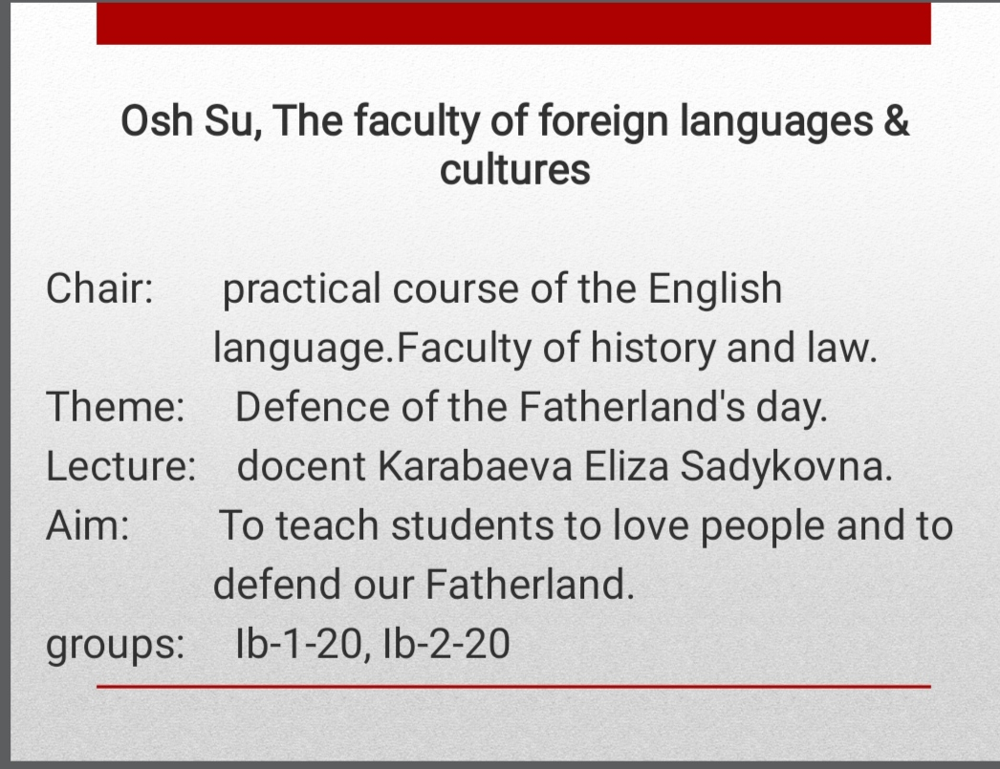 Osh Su, The faculty of foreign languages &
cultures
Chair: practical course of the English
language.Faculty of history and law.
Theme: Defence of the Fatherland's day.
Lecture: docent Karabaeva Eliza Sadykovna.
Aim: To teach students to love people and to
defend our Fatherland.
groups: Ib-1-20, Ib-2-20